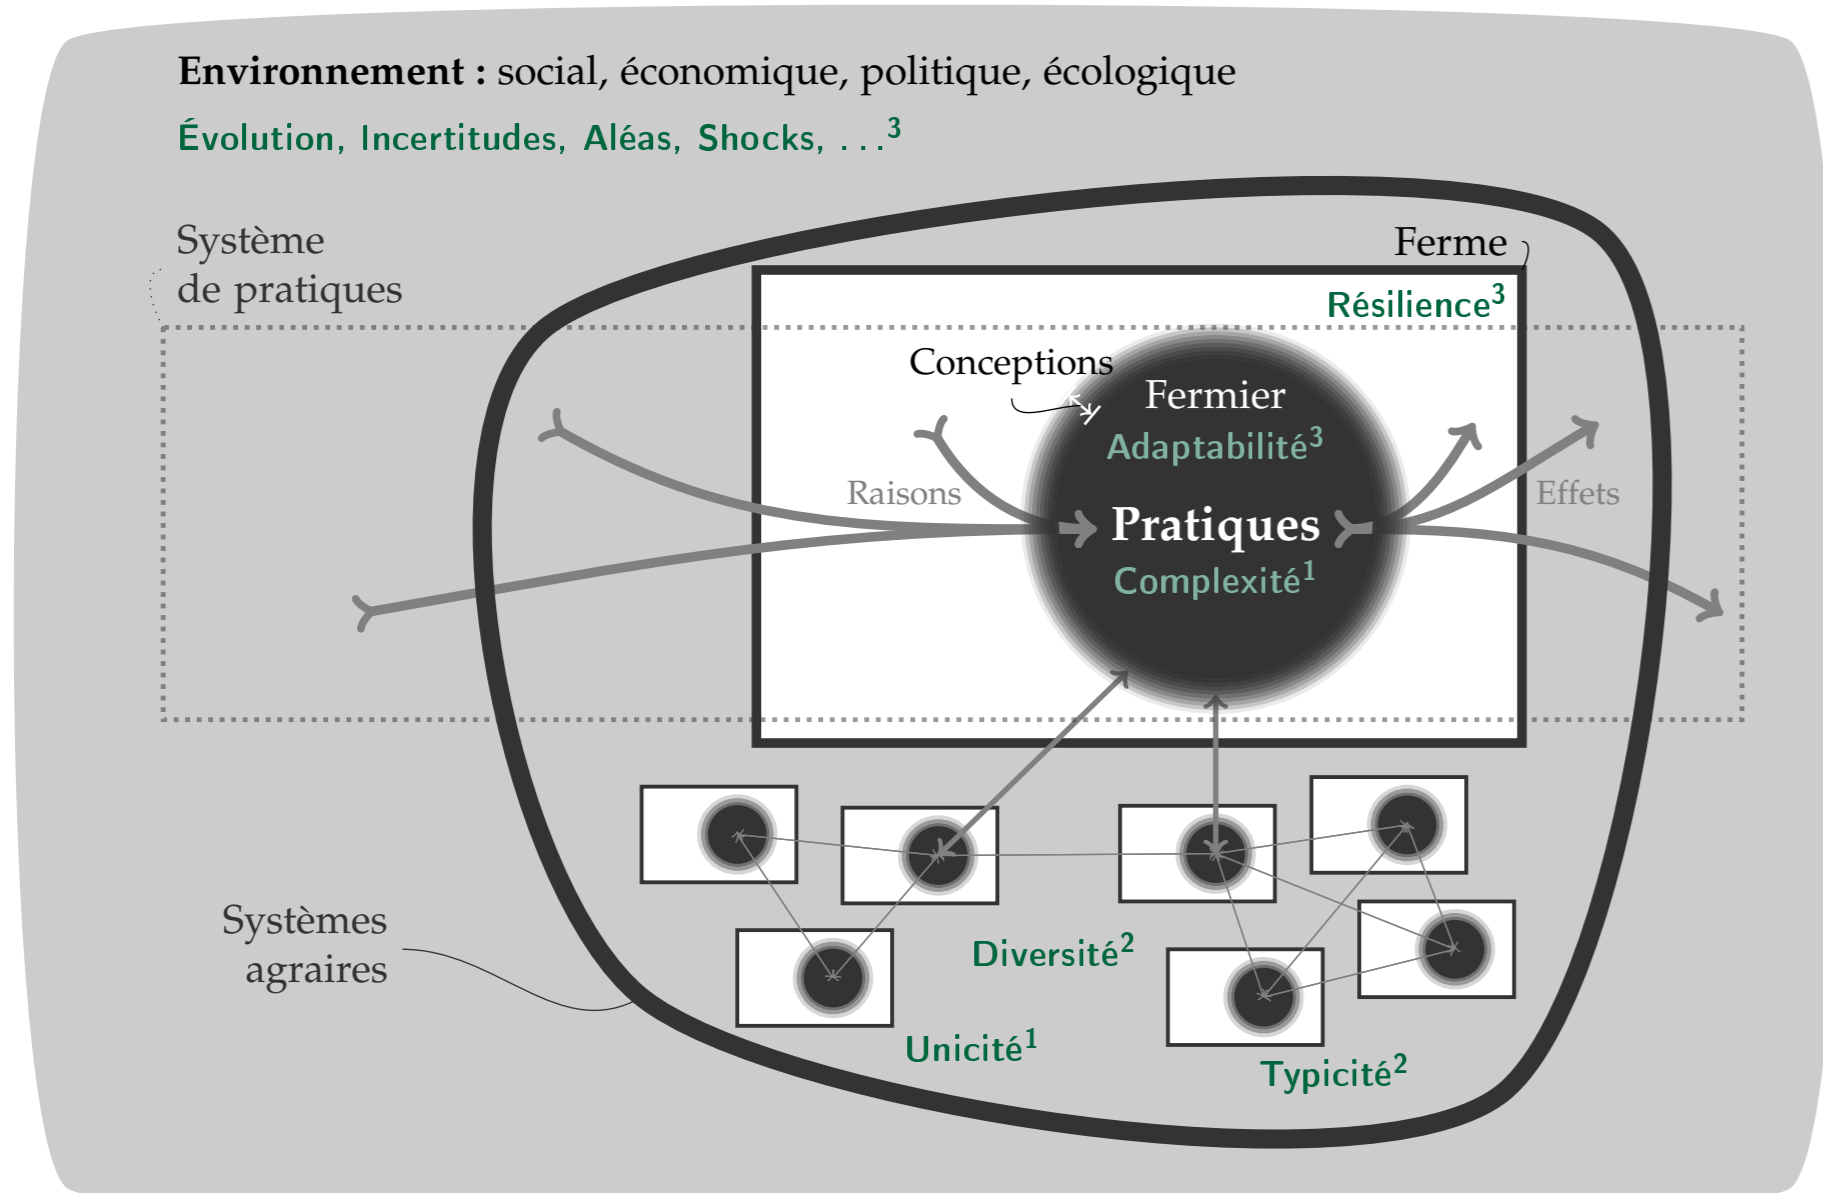 Environnement : social, économique, politique, écologique
Évolution, Incertitudes, Aléas, Shocks, ...³
Système
de pratiques
Ferme
Résilience³
Conceptions
Fermier
Adaptabilité³
Raisons
Effets
Pratiques
Complexité¹
Systèmes
agraires
Diversité²
Unicité¹
Typicité²